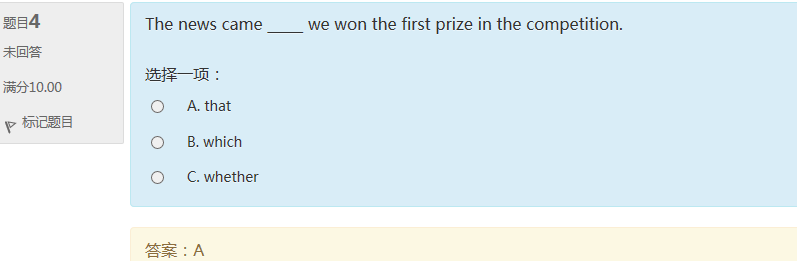 题目4
未回答
满分10.00
标记题目
The news came _____ we won the first prize in the competition.
选择一项：
A. that
B. which
C. whether
答案：A